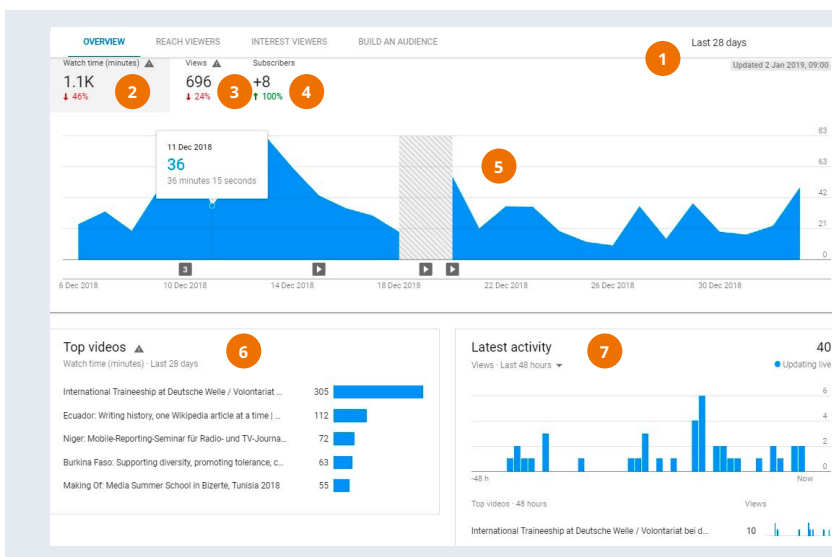 OVERVIEW REACH VIEWERS INTEREST VIEWERS BUILD AN AUDIENCE Last 28 days
1
Updated 2 Jan 2019, 09:00
Watch time (minutes) Views Subscribers
1.1K 696 +8
46% 24% 100%
2 3 4
83
63
42
21
0
11 Dec 2018
36
36 minutes 15 seconds
5
3
6 Dec 2018 10 Dec 2018 14 Dec 2018 18 Dec 2018 22 Dec 2018 26 Dec 2018 30 Dec 2018
Top videos
6
Watch time (minutes) · Last 28 days
International Traineeship at Deutsche Welle / Volontariat ... 305
Ecuador: Writing history, one Wikipedia article at a time | ... 112
Niger: Mobile-Reporting-Seminar für Radio- und TV-Journa... 72
Burkina Faso: Supporting diversity, promoting tolerance, c... 63
Making Of: Media Summer School in Bizerte, Tunisia 2018 55
Latest activity 40
7
Views · Last 48 hours Updating live
6
4
2
0
-48 h Now
Top videos · 48 hours Views
International Traineeship at Deutsche Welle / Volontariat bei d... 10